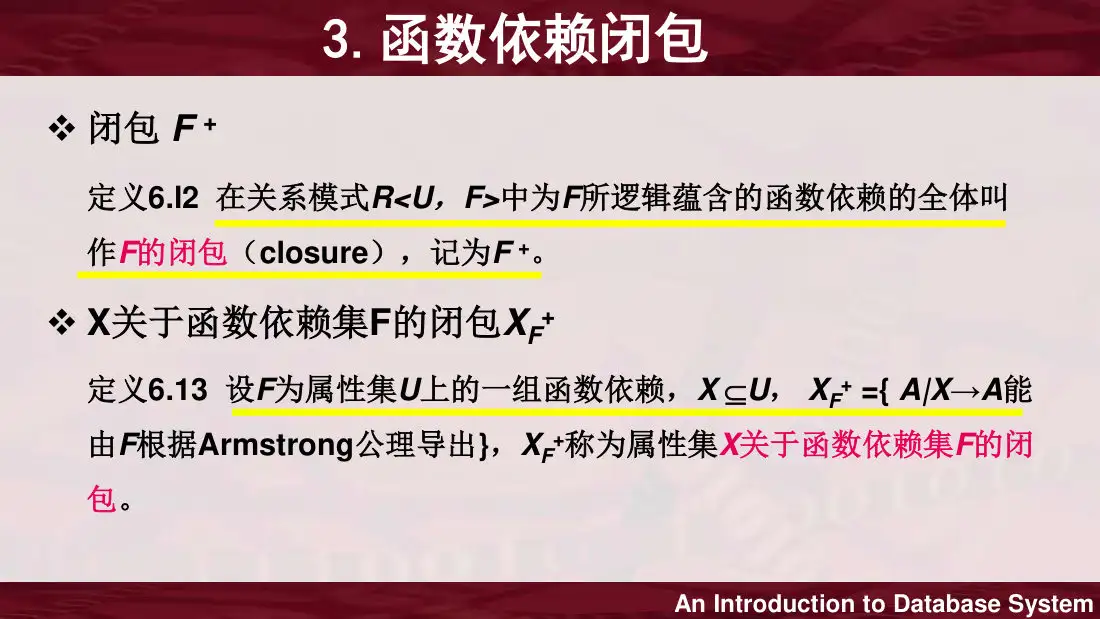 3.函数依赖闭包
❖ 闭包 F +
定义6.l2 在关系模式R<U，F>中为F所逻辑蕴含的函数依赖的全体叫
作F的闭包（closure），记为F +。
❖ X关于函数依赖集F的闭包XF+
定义6.13 设F为属性集U上的一组函数依赖，X ⊆U， XF+ ={ A|X→A能
由F根据Armstrong公理导出}，XF+称为属性集X关于函数依赖集F的闭
包。
An Introduction to Database System